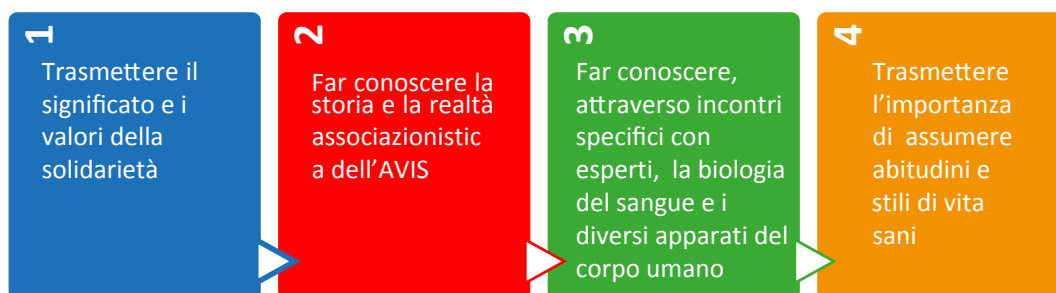 1
Trasmettere il
significato e i
valori della
solidarietà
2
Far conoscere la
storia e la realtà
associazionistic
a dell’AVIS
3
Far conoscere,
attraverso incontri
specifici con
esperti, la biologia
del sangue e i
diversi apparati del
corpo umano
4
Trasmettere
l’importanza
di assumere
abitudini e
stili di vita
sani